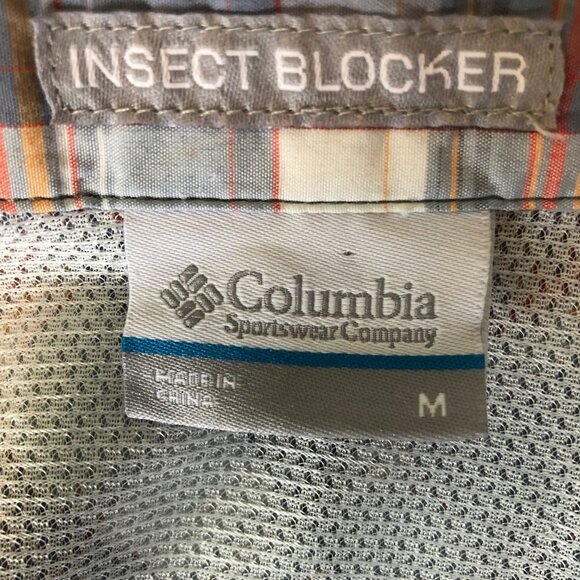 INSECT BLOCKER
Columbia
Sportswear Company
MADE IN
CHINA
M